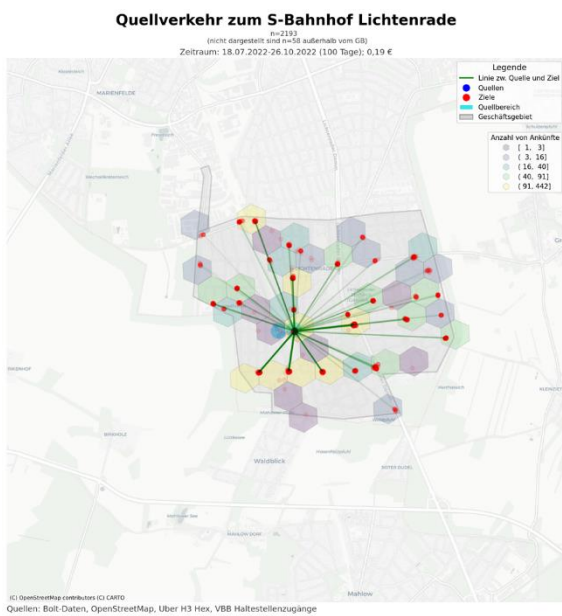 Quellverkehr zum S-Bahnhof Lichtenrade
n=2193
(nicht dargestellt sind n=58 außerhalb vom GB)
Zeitraum: 18.07.2022-26.10.2022 (100 Tage); 0,19 €
Legende
Linie zw. Quelle und Ziel
Quellen
Ziele
Quellbereich
Geschäftsgebiet
Anzahl von Ankünfte
[ 1, 3]
( 3, 16]
(16, 40]
(40, 91]
(91, 442]
MARIENFELDE
Waldböck
Mahlow
(C) OpenStreetMap contributors (C) CARTO
Quellen: Bolt-Daten, OpenStreetMap, Uber H3 Hex, VBB Haltestellenzugänge